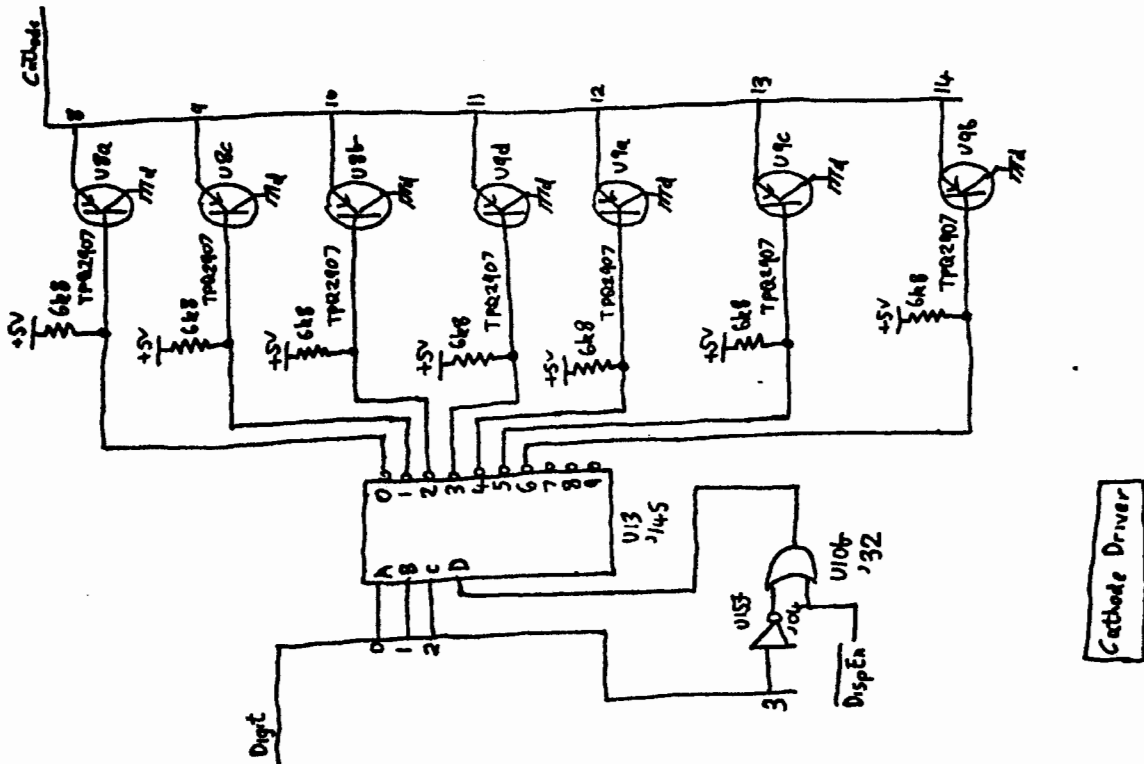 Cathode
8
9
10
11
12
13
14
U8a
U8c
U8b
U9d
U9a
U9c
U9b
TPQ2907
TPQ2907
TPQ2907
TPQ2907
TPQ2907
TPQ2907
TPQ2907
+5V
+5V
+5V
+5V
+5V
+5V
+5V
6k8
6k8
6k8
6k8
6k8
6k8
6k8
0
1
2
3
4
5
6
7
8
9
A
B
C
D
U13
'145
Digit
0
1
2
3
U15f
'04
U10b
'32
DispEn
Cathode Driver